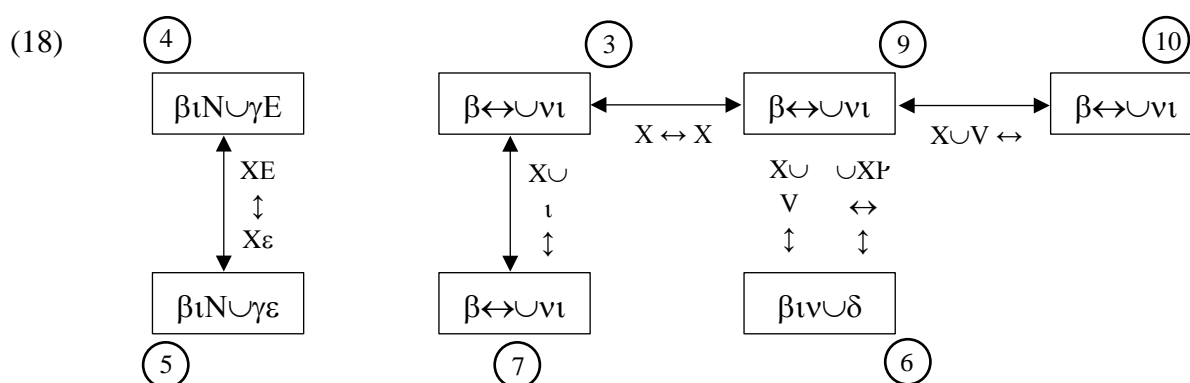 (18) 4 3 9 10
βιN∪γE β↔∪νι β↔∪νι β↔∪νι
X ↔ X X∪V ↔
XE X∪ X∪
↕ ι V ↔
Xε ↕ ↕ ↕
βιN∪γε β↔∪νι βιν∪δ
5 7 6